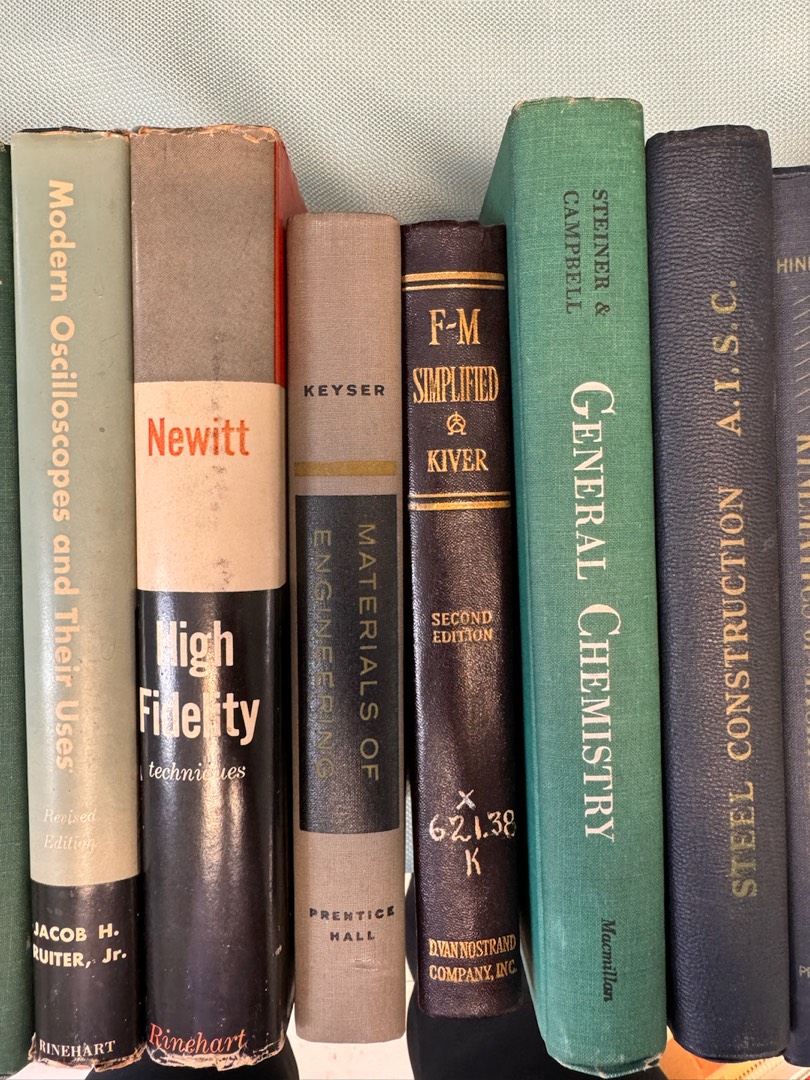 Modern Oscilloscopes and Their Uses
Revised
Edition
JACOB H.
RUITER, Jr.
RINEHART
Newitt
High
Fidelity
techniques
Rinehart
KEYSER
MATERIALS OF
ENGINEERING
PRENTICE
HALL
F-M
SIMPLIFIED
KIVER
SECOND
EDITION
X
621.38
K
D. VAN NOSTRAND
COMPANY, INC.
STEINER &
CAMPBELL
GENERAL CHEMISTRY
Macmillan
STEEL CONSTRUCTION A.I.S.C.